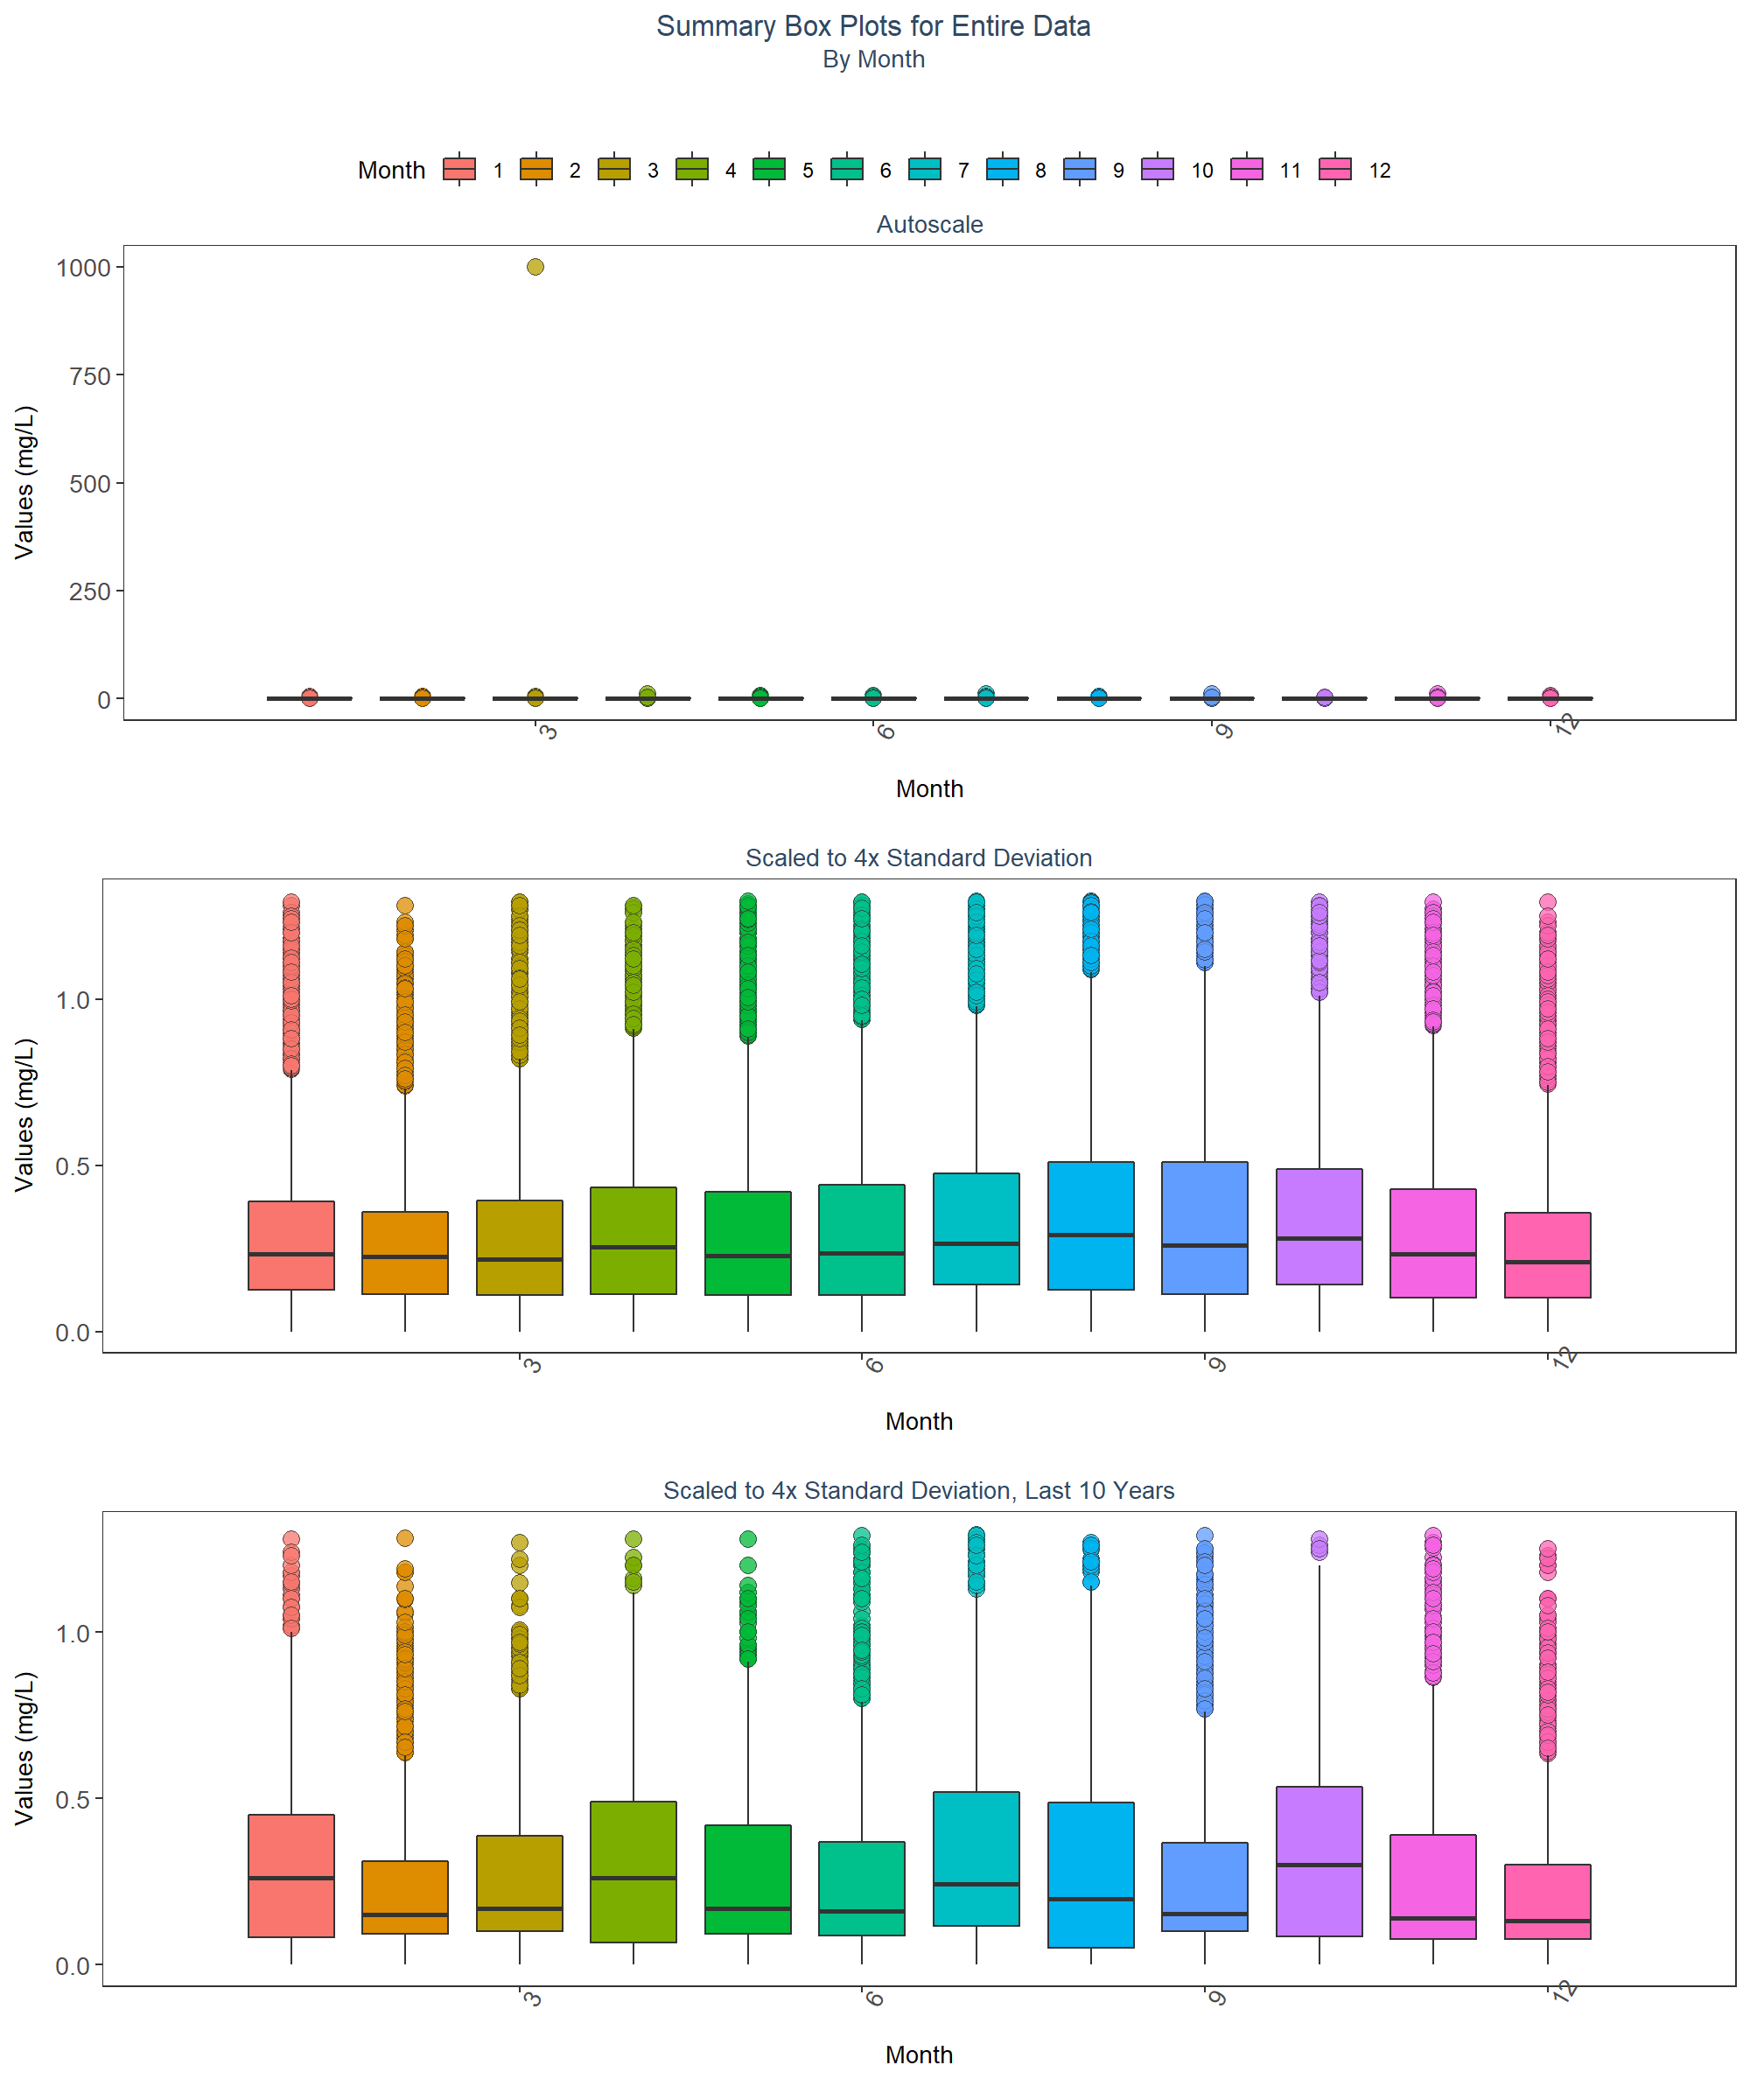 Summary Box Plots for Entire Data
By Month
Month 1 2 3 4 5 6 7 8 9 10 11 12
Autoscale
Values (mg/L)
1000
750
500
250
0
3 6 9 12
Month
Scaled to 4x Standard Deviation
Values (mg/L)
1.0
0.5
0.0
3 6 9 12
Month
Scaled to 4x Standard Deviation, Last 10 Years
Values (mg/L)
1.0
0.5
0.0
3 6 9 12
Month